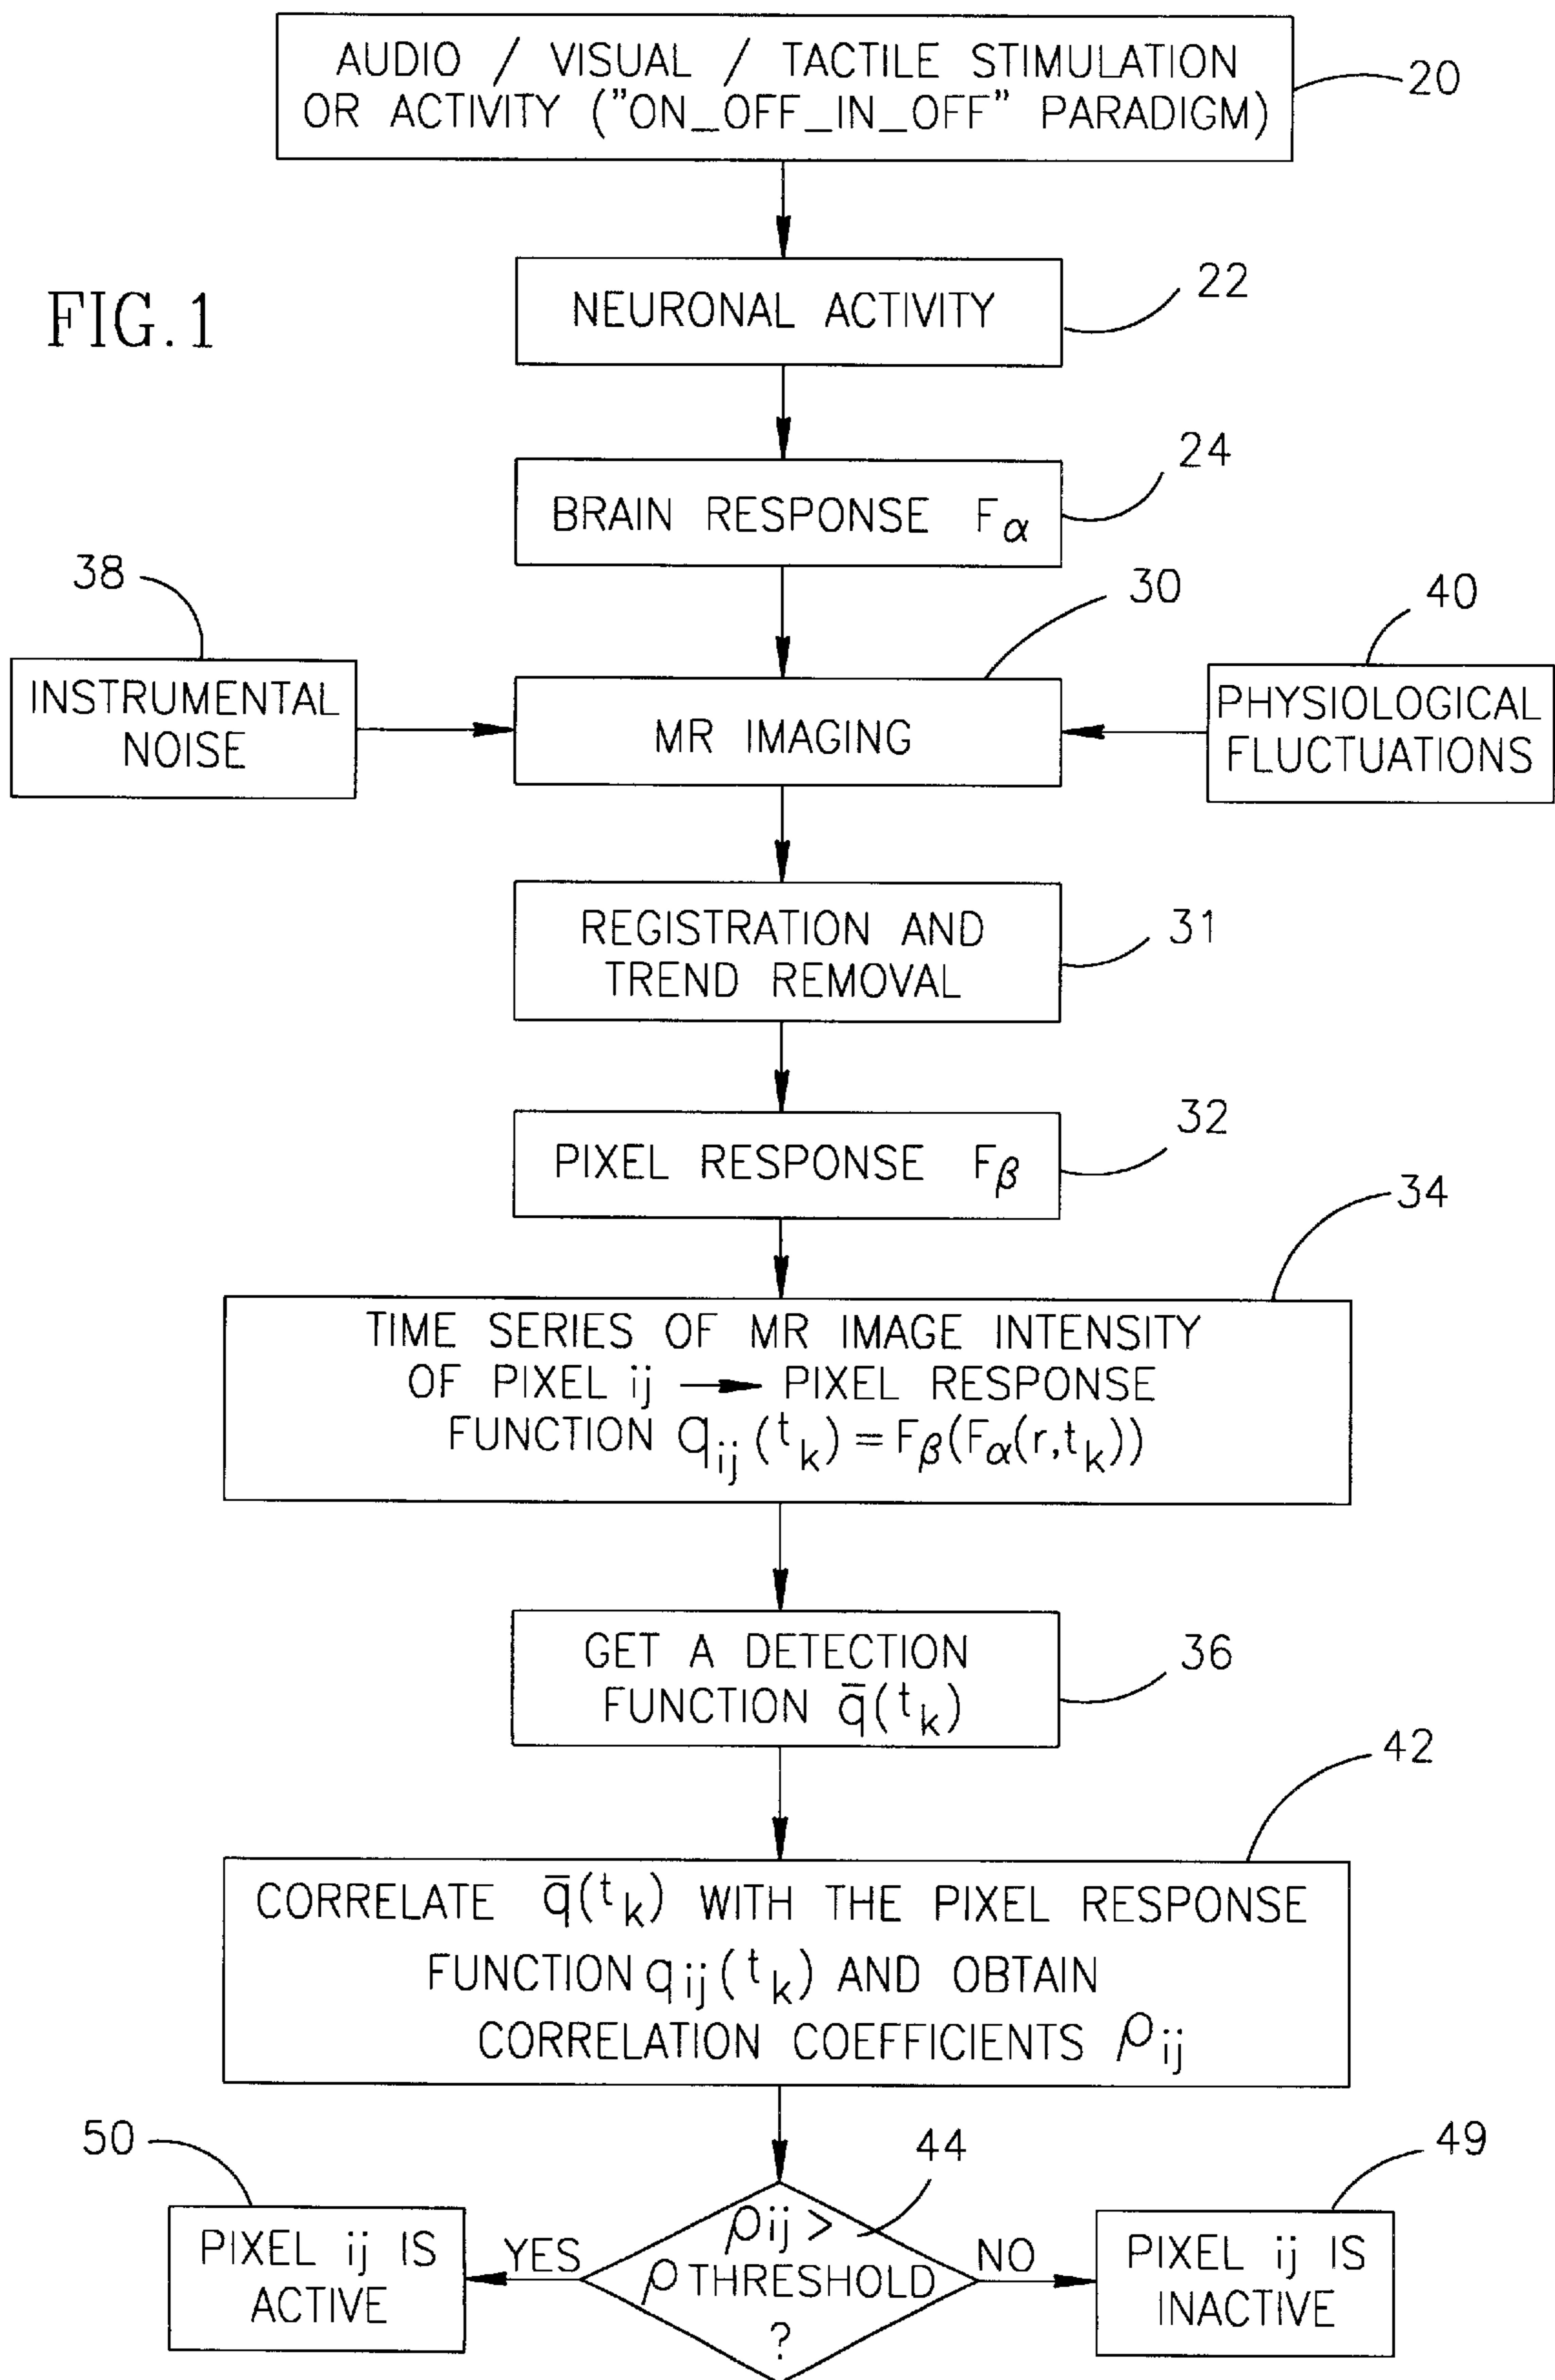 AUDIO / VISUAL / TACTILE STIMULATION
OR ACTIVITY ("ON_OFF_IN_OFF" PARADIGM)
20
FIG.1
NEURONAL ACTIVITY
22
BRAIN RESPONSE Fα
24
38
INSTRUMENTAL
NOISE
MR IMAGING
30
40
PHYSIOLOGICAL
FLUCTUATIONS
REGISTRATION AND
TREND REMOVAL
31
PIXEL RESPONSE Fβ
32
34
TIME SERIES OF MR IMAGE INTENSITY
OF PIXEL ij → PIXEL RESPONSE
FUNCTION qij(tk)=Fβ(Fα(r,tk))
GET A DETECTION
FUNCTION q̄(tk)
36
42
CORRELATE q̄(tk) WITH THE PIXEL RESPONSE
FUNCTION qij(tk) AND OBTAIN
CORRELATION COEFFICIENTS ρij
50
PIXEL ij IS
ACTIVE
YES
44
ρij >
ρ THRESHOLD
?
NO
49
PIXEL ij IS
INACTIVE